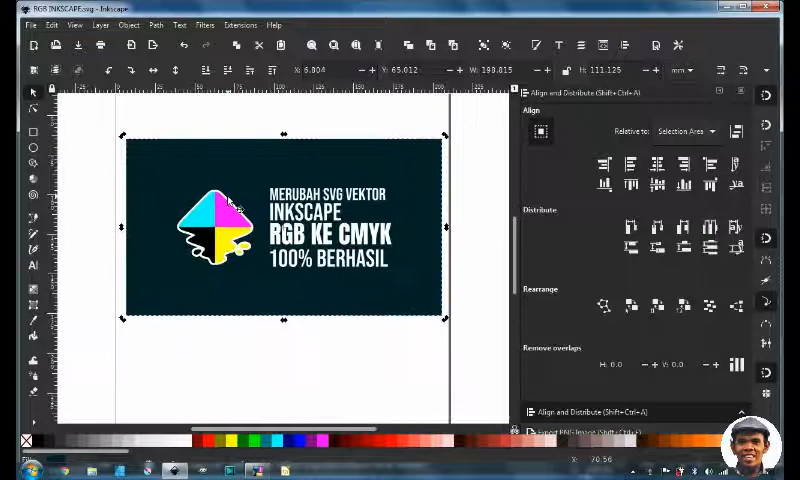 RGB INKSCAPE.svg - Inkscape
File Edit View Layer Object Path Text Filters Extensions Help
X: 6.804 Y: 65.012 W: 198.815 H: 111.125 mm
Align and Distribute (Shift+Ctrl+A)
Align
Relative to: Selection Area
MERUBAH SVG VEKTOR
INKSCAPE
RGB KE CMYK
100% BERHASIL
Distribute
Rearrange
Remove overlaps
H: 0.0 V: 0.0
Align and Distribute (Shift+Ctrl+A)
Export PNG Image (Shift+Ctrl+E)
X: 70.56